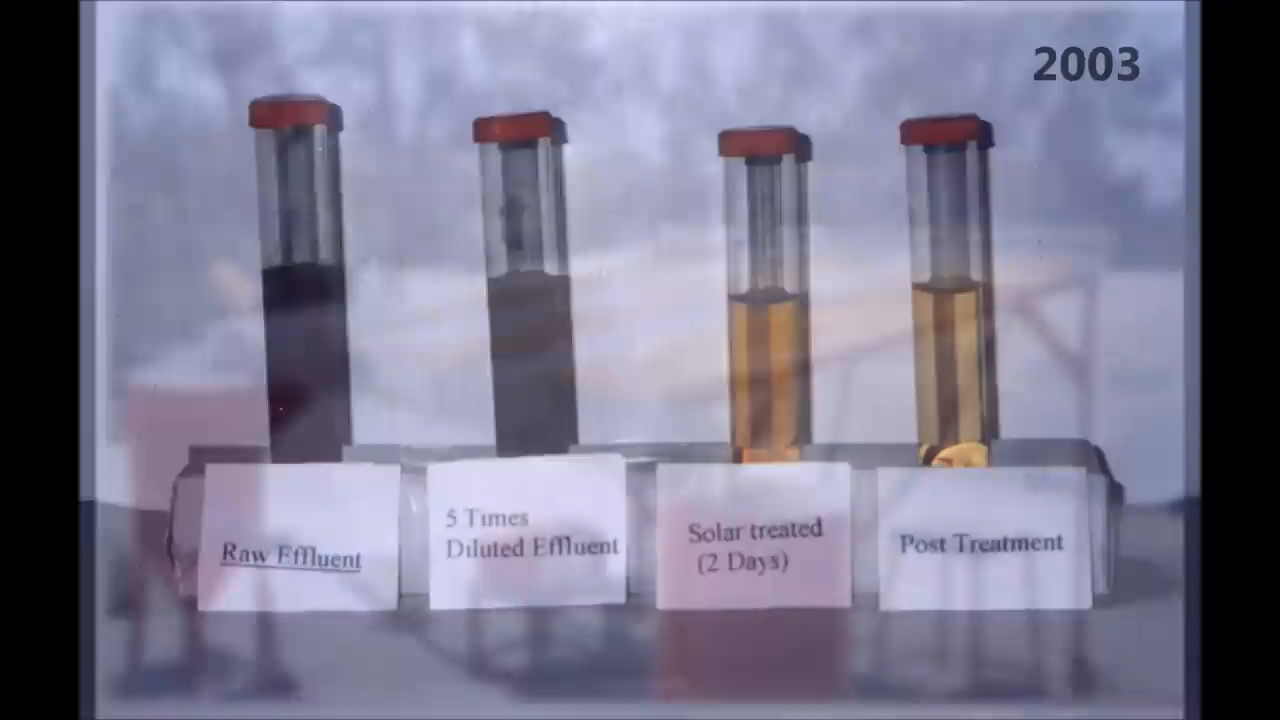 2003
Raw Effluent
5 Times
Diluted Effluent
Solar treated
(2 Days)
Post Treatment